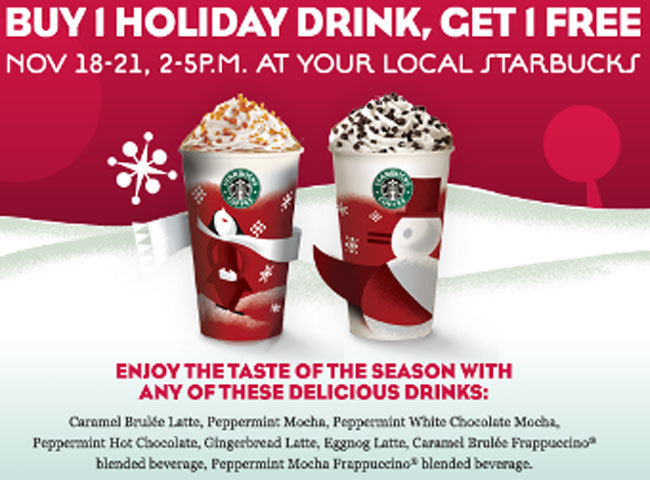 BUY 1 HOLIDAY DRINK, GET 1 FREE
NOV 18-21, 2-5P.M. AT YOUR LOCAL STARBUCKS
STARBUCKS COFFEE
STARBUCKS COFFEE
ENJOY THE TASTE OF THE SEASON WITH
ANY OF THESE DELICIOUS DRINKS:
Caramel Brulée Latte, Peppermint Mocha, Peppermint White Chocolate Mocha,
Peppermint Hot Chocolate, Gingerbread Latte, Eggnog Latte, Caramel Brulée Frappuccino®
blended beverage, Peppermint Mocha Frappuccino® blended beverage.